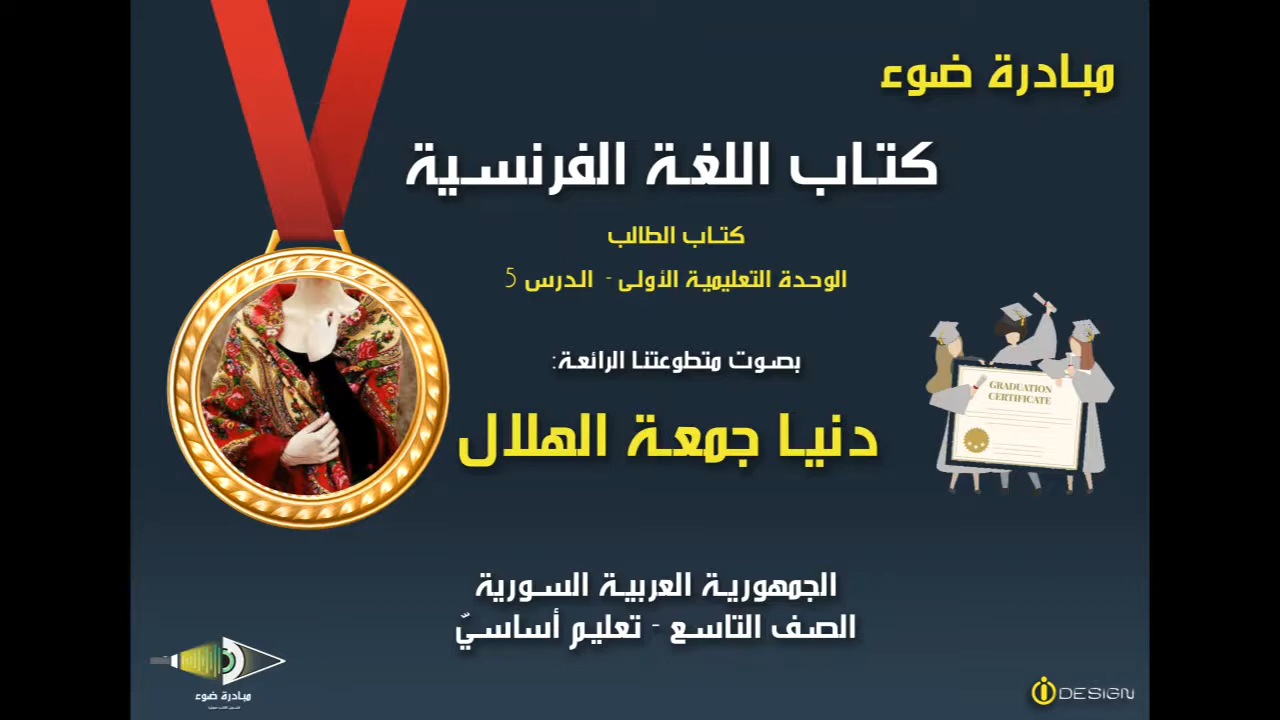 مبادرة ضوء
كتاب اللغة الفرنسية
كتاب الطالب
الوحدة التعليمية الأولى - الدرس 5
بصوت متطوعتنا الرائعة:
دنيا جمعة الهلال
GRADUATION
CERTIFICATE
الجمهورية العربية السورية
الصف التاسع - تعليم أساسيّ
مبادرة ضوء
DESIGN